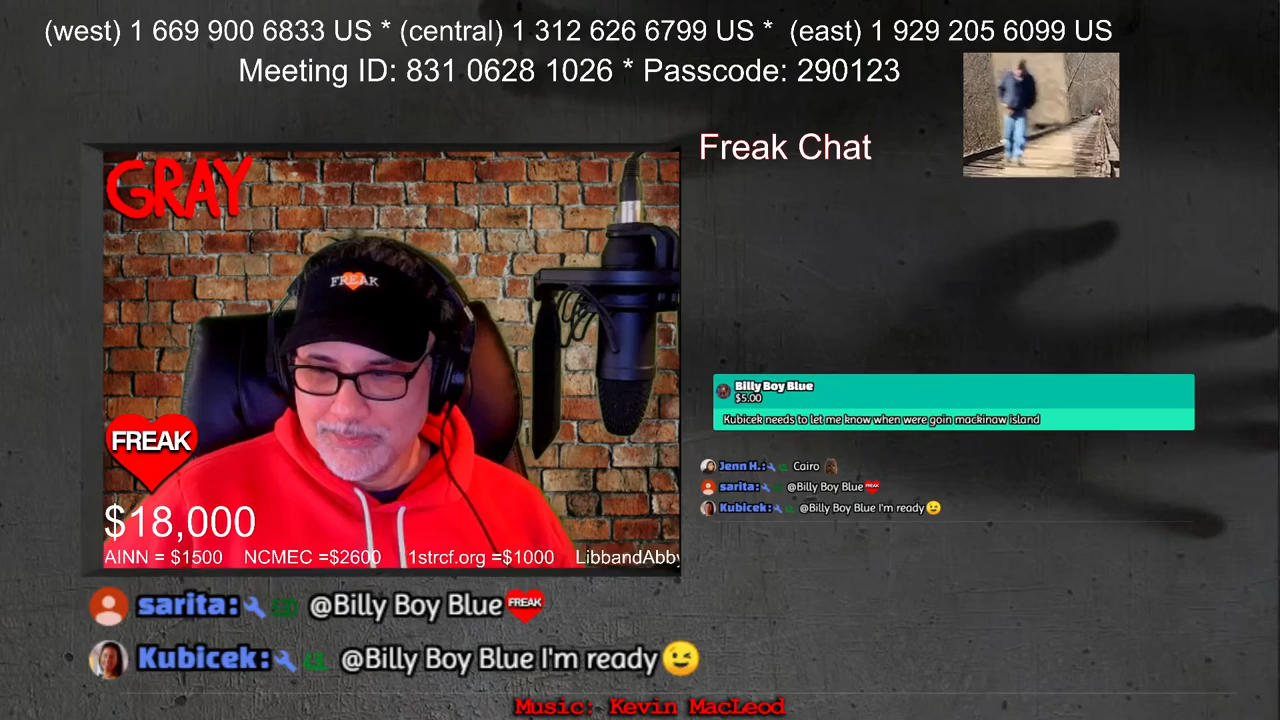 (west) 1 669 900 6833 US * (central) 1 312 626 6799 US * (east) 1 929 205 6099 US
Meeting ID: 831 0628 1026 * Passcode: 290123
Freak Chat
GRAY
FREAK
FREAK
$18,000
AINN = $1500 NCMEC =$2600 1strcf.org =$1000 LibbandAbby
Billy Boy Blue
$5.00
Kubicek needs to let me know when were goin mackinaw island
Jenn H.: Cairo
sarita: @Billy Boy Blue FREAK
Kubicek: @Billy Boy Blue I'm ready😉
sarita: @Billy Boy Blue FREAK
Kubicek: @Billy Boy Blue I'm ready😉
Music: Kevin MacLeod